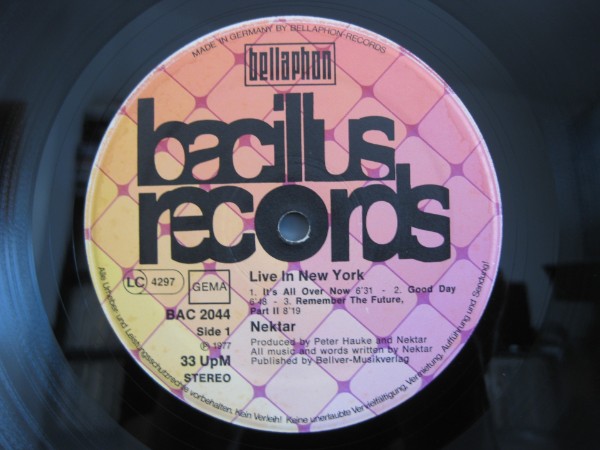 MADE IN GERMANY BY BELLAPHON-RECORDS
bellaphon
bacillus
records
LC 4297
GEMA
BAC 2044
Side 1
℗ 1977
33 UpM
STEREO
Live In New York
1. It's All Over Now 6'31 - 2. Good Day
6'48 - 3. Remember The Future,
Part II 8'19
Nektar
Produced by Peter Hauke and Nektar
All music and words written by Nektar
Published by Bellver-Musikverlag
Alle Urheber und Leistungsschutzrechte vorbehalten. Kein Verleih! Keine unerlaubte Vervielfältigung, Vermietung, Aufführung und Sendung!